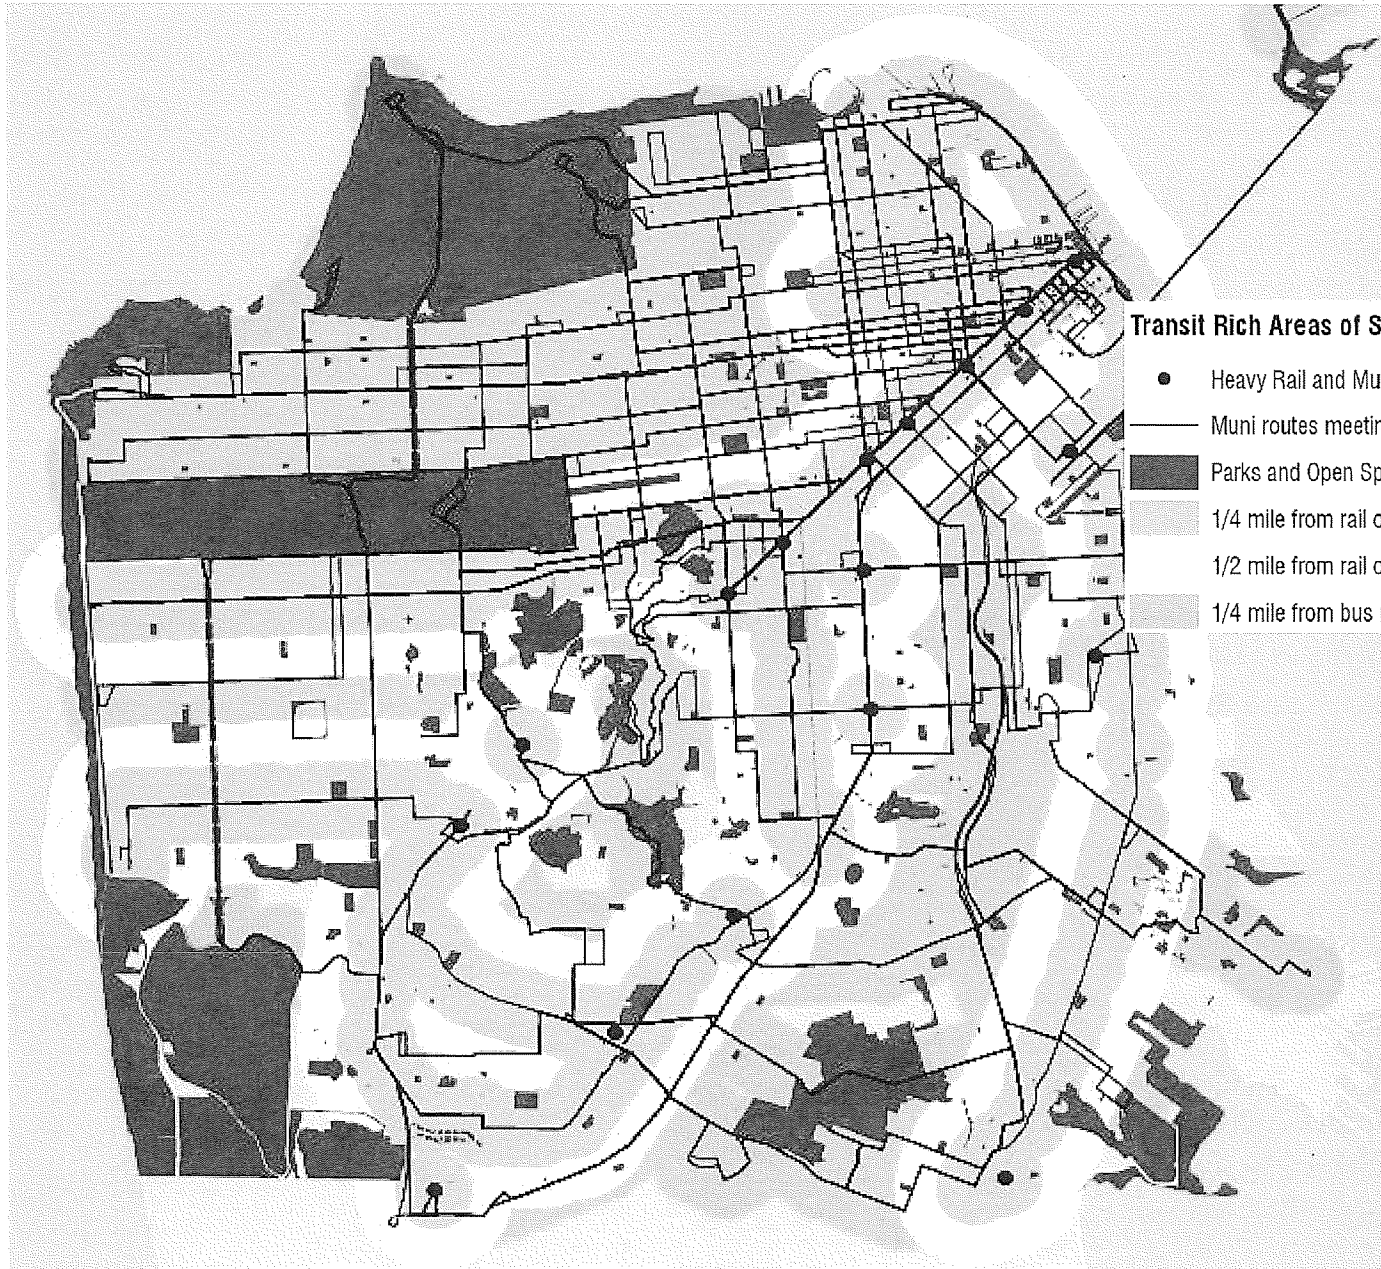 Transit Rich Areas of S
Heavy Rail and Mu
Muni routes meetin
Parks and Open Sp
1/4 mile from rail o
1/2 mile from rail o
1/4 mile from bus